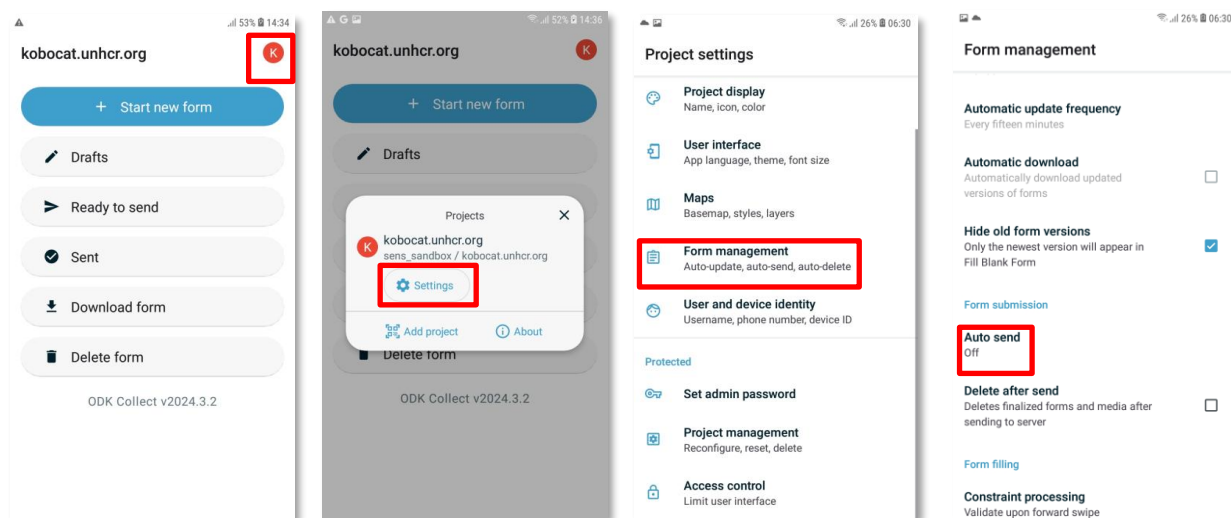 53% 14:34
kobocat.unhcr.org
K
+ Start new form
Drafts
Ready to send
Sent
Download form
Delete form
ODK Collect v2024.3.2
A G 52% 14:36
kobocat.unhcr.org
K
+ Start new form
Drafts
Projects
K
kobocat.unhcr.org
sens_sandbox / kobocat.unhcr.org
Settings
Add project About
Delete form
ODK Collect v2024.3.2
26% 06:30
Project settings
Project display
Name, icon, color
User interface
App language, theme, font size
Maps
Basemap, styles, layers
Form management
Auto-update, auto-send, auto-delete
User and device identity
Username, phone number, device ID
Protected
Set admin password
Project management
Reconfigure, reset, delete
Access control
Limit user interface
26% 06:30
Form management
Automatic update frequency
Every fifteen minutes
Automatic download
Automatically download updated
versions of forms
Hide old form versions
Only the newest version will appear in
Fill Blank Form
Form submission
Auto send
Off
Delete after send
Deletes finalized forms and media after
sending to server
Form filling
Constraint processing
Validate upon forward swipe